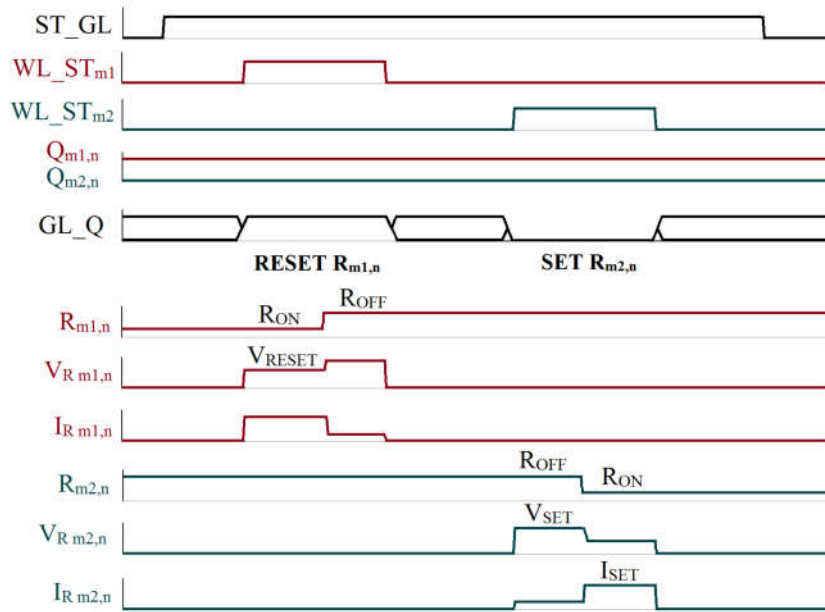 ST_GL
WL_STm1
WL_STm2
Qm1,n
Qm2,n
GL_Q
RESET Rm1,n
SET Rm2,n
Rm1,n
RON
ROFF
VR m1,n
VRESET
IR m1,n
Rm2,n
ROFF
RON
VR m2,n
VSET
IR m2,n
ISET